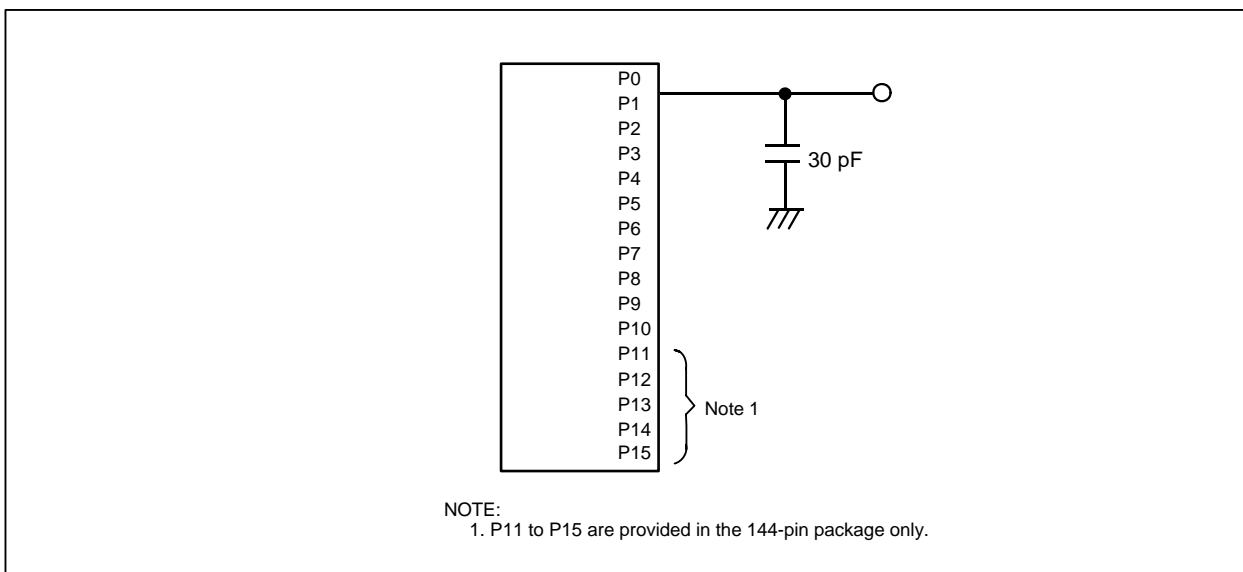 P0
P1
P2
P3
P4
P5
P6
P7
P8
P9
P10
P11
P12
P13
P14
P15
30 pF
Note 1
NOTE:
1. P11 to P15 are provided in the 144-pin package only.